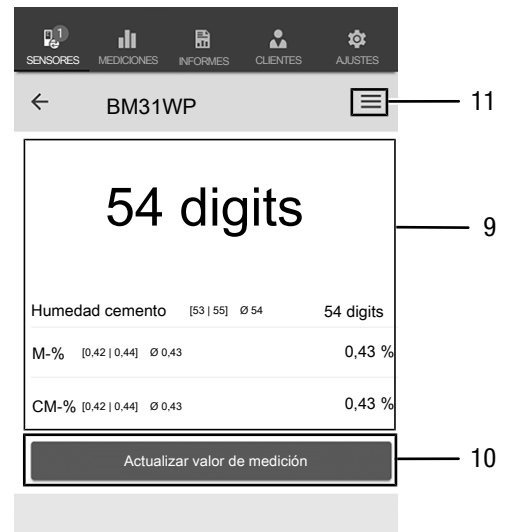 1
SENSORES MEDICIONES INFORMES CLIENTES AJUSTES
BM31WP
11
54 digits
9
Humedad cemento [53 | 55] Ø 54 54 digits
M-% [0,42 | 0,44] Ø 0,43 0,43 %
CM-% [0,42 | 0,44] Ø 0,43 0,43 %
Actualizar valor de medición
10